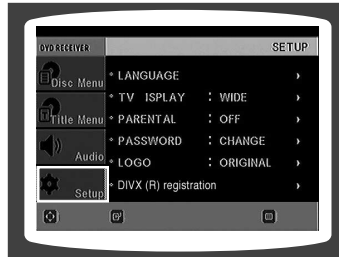 DVD RECEIVER SETUP
Disc Menu
Title Menu
Audio
Setup
LANGUAGE
TV ISPLAY : WIDE
PARENTAL : OFF
PASSWORD : CHANGE
LOGO : ORIGINAL
DIVX (R) registration